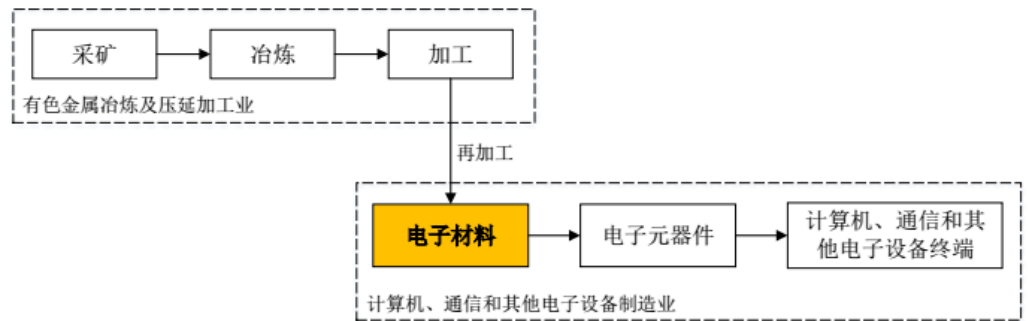 采矿
冶炼
加工
有色金属冶炼及压延加工业
再加工
电子材料
电子元器件
计算机、通信和其
他电子设备终端
计算机、通信和其他电子设备制造业